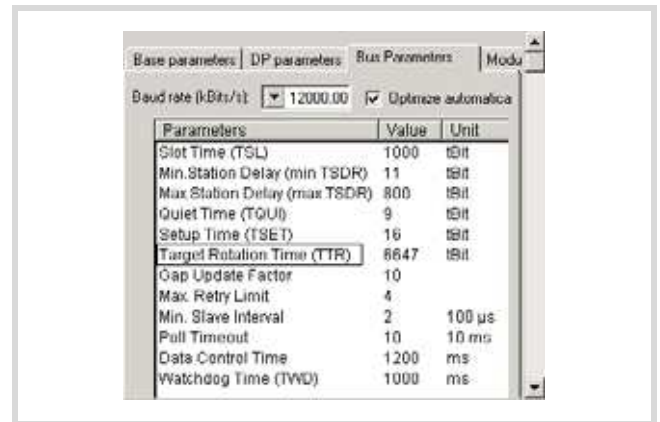 Base parameters DP parameters Bus Parameters Modu
Baud rate (kBits/s): 12000.00 Optimize automatica
Parameters Value Unit
Slot Time (TSL) 1000 tBit
Min.Station Delay (min TSDR) 11 tBit
Max.Station Delay (max TSDR) 800 tBit
Quiet Time (TQUI) 9 tBit
Setup Time (TSET) 16 tBit
Target Rotation Time (TTR) 6647 tBit
Gap Update Factor 10
Max. Retry Limit 4
Min. Slave Interval 2 100 µs
Poll Timeout 10 10 ms
Data Control Time 1200 ms
Watchdog Time (TWD) 1000 ms